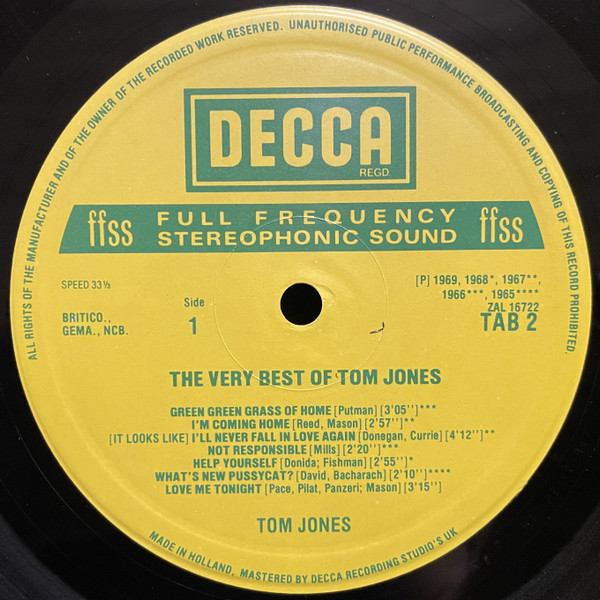 ALL RIGHTS OF THE MANUFACTURER AND OF THE OWNER OF THE RECORDED WORK RESERVED. UNAUTHORISED PUBLIC PERFORMANCE BROADCASTING AND COPYING OF THIS RECORD PROHIBITED.
DECCA
REGD
ffss FULL FREQUENCY STEREOPHONIC SOUND ffss
SPEED 33⅓
[P] 1969, 1968*, 1967**,
1966***, 1965****
ZAL 16722
BRITICO.,
GEMA., NCB.
Side
1
TAB 2
THE VERY BEST OF TOM JONES
GREEN GREEN GRASS OF HOME [Putman] [3'05'']***
I'M COMING HOME [Reed, Mason] [2'57'']**
[IT LOOKS LIKE] I'LL NEVER FALL IN LOVE AGAIN [Donegan, Currie] [4'12'']**
NOT RESPONSIBLE [Mills] [2'20'']***
HELP YOURSELF [Donida; Fishman] [2'55'']*
WHAT'S NEW PUSSYCAT? [David, Bacharach] [2'10'']****
LOVE ME TONIGHT [Pace, Pilat, Panzeri; Mason] [3'15'']
TOM JONES
MADE IN HOLLAND, MASTERED BY DECCA RECORDING STUDIO'S UK